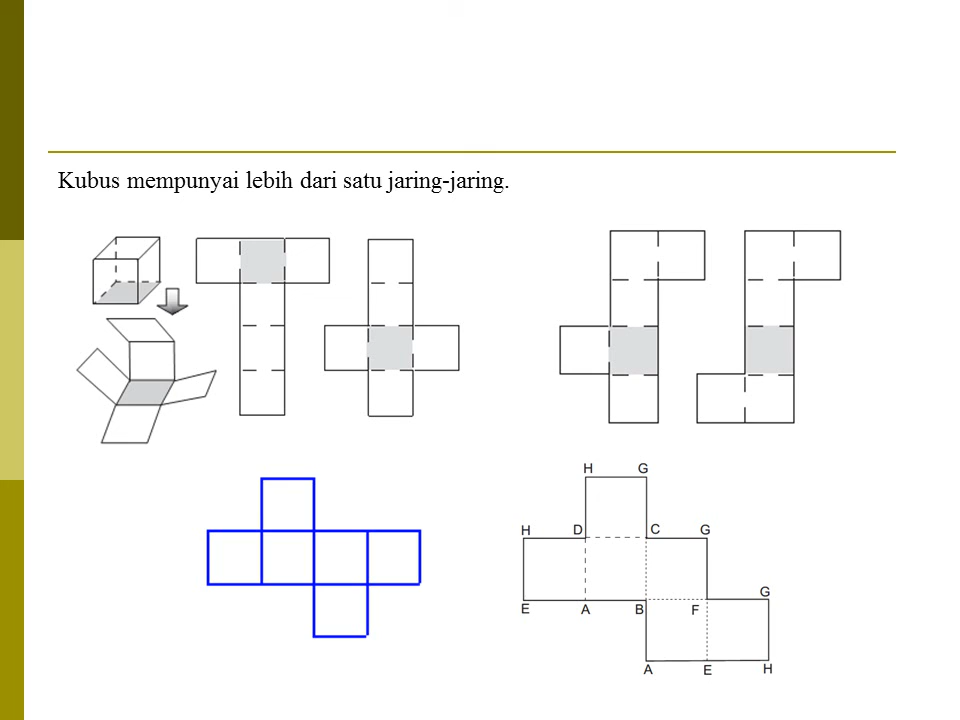 Kubus mempunyai lebih dari satu jaring-jaring.
H G
H D C G
E A B F G
A E H